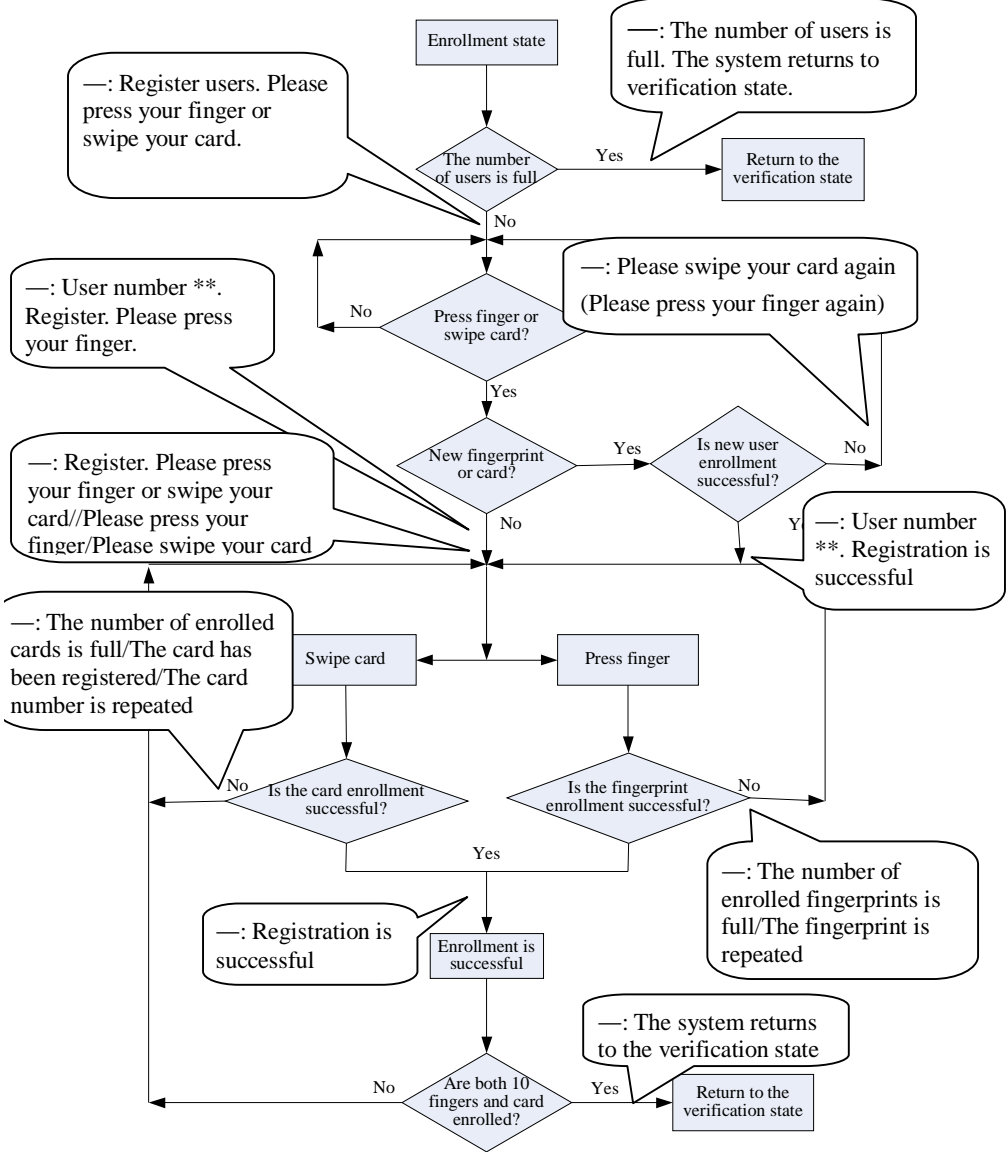 Enrollment state
—: The number of users is
full. The system returns to
verification state.
—: Register users. Please
press your finger or
swipe your card.
The number
of users is full
Yes
Return to the
verification state
No
—: Please swipe your card again
(Please press your finger again)
—: User number **.
Register. Please press
your finger.
No
Press finger or
swipe card?
Yes
New fingerprint
or card?
Yes
Is new user
enrollment
successful?
No
—: Register. Please press
your finger or swipe your
card//Please press your
finger/Please swipe your card
No
—: User number
**. Registration is
successful
—: The number of enrolled
cards is full/The card has
been registered/The card
number is repeated
Swipe card
Press finger
No
Is the card enrollment
successful?
Is the fingerprint
enrollment successful?
No
Yes
—: The number of
enrolled fingerprints is
full/The fingerprint is
repeated
—: Registration is
successful
Enrollment is
successful
—: The system returns
to the verification state
No
Are both 10
fingers and card
enrolled?
Yes
Return to the
verification state